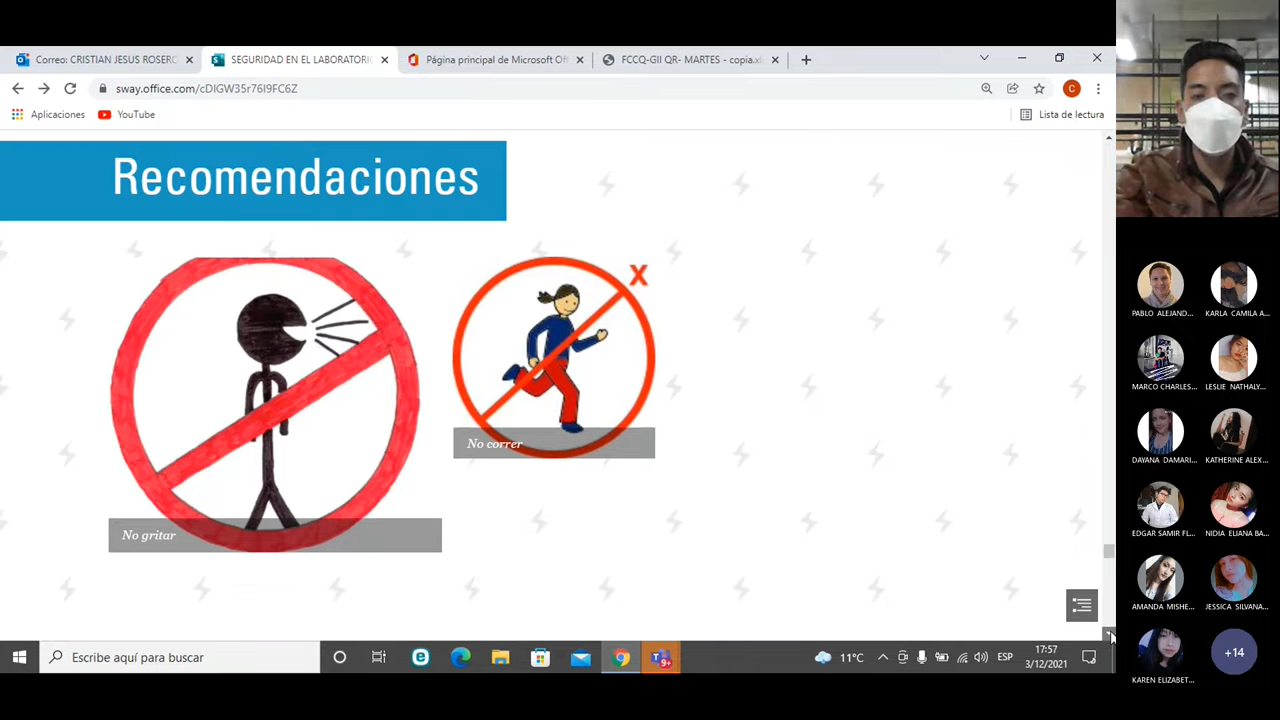 Correo: CRISTIAN JESUS ROSERO
SEGURIDAD EN EL LABORATORIO
Página principal de Microsoft Of
FCCQ-GII QR- MARTES - copia.xl
sway.office.com/cDIGW35r76I9FC6Z
C
Aplicaciones
YouTube
Lista de lectura
Recomendaciones
X
No correr
No gritar
PABLO ALEJAND...
KARLA CAMILA A...
MARCO CHARLES...
LESLIE NATHALY...
DAYANA DAMARI...
KATHERINE ALEX...
EDGAR SAMIR FL...
NIDIA ELIANA BA...
AMANDA MISHE...
JESSICA SILVANA...
KAREN ELIZABET...
+14
Escribe aquí para buscar
9+
11°C
ESP
17:57
3/12/2021